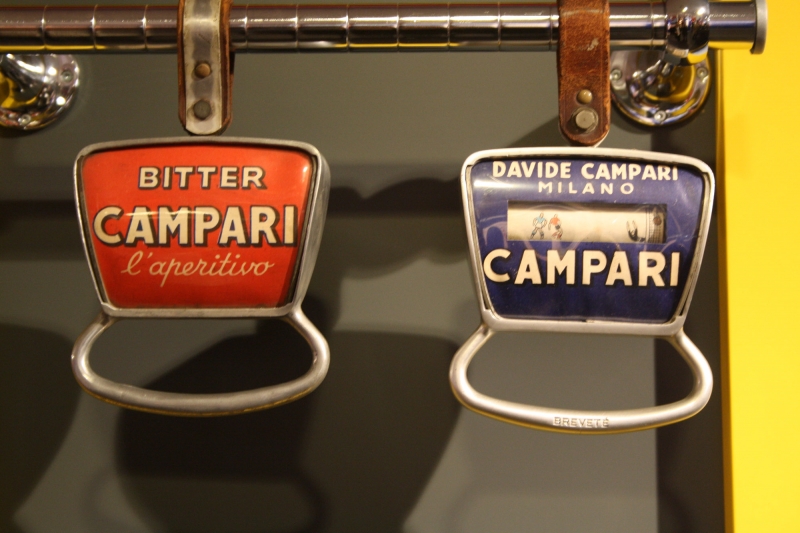 BITTER
CAMPARI
l'aperitivo
DAVIDE CAMPARI
MILANO
CAMPARI
BREVETÉ